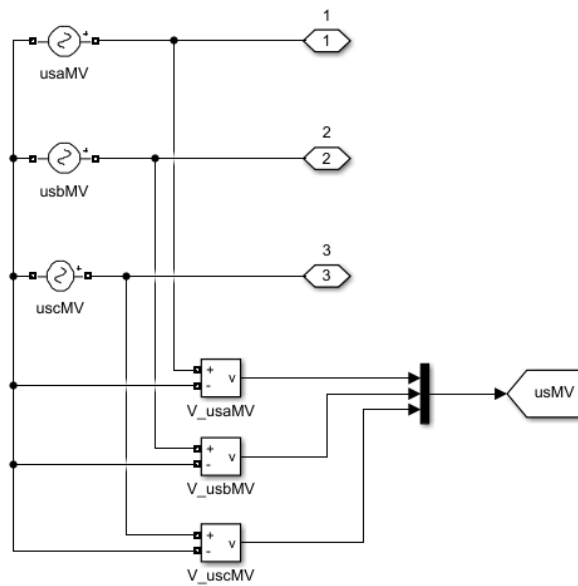 1
1
+
usaMV
2
2
+
usbMV
3
3
+
uscMV
+
-
v
V_usaMV
usMV
+
-
v
V_usbMV
+
-
v
V_uscMV